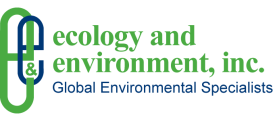 e&e
ecology and
environment, inc.
Global Environmental Specialists